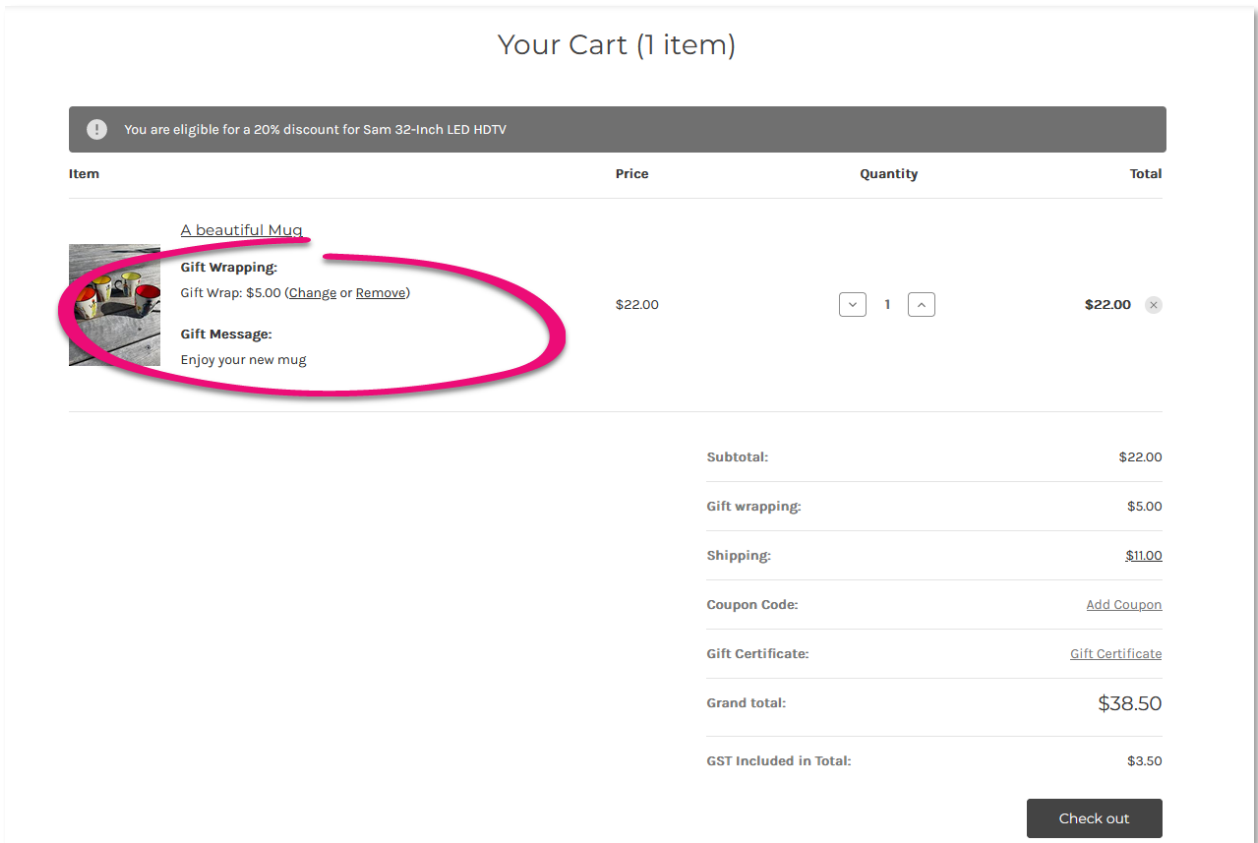 Your Cart (1 item)
You are eligible for a 20% discount for Sam 32-Inch LED HDTV
Item Price Quantity Total
A beautiful Mug
Gift Wrapping:
Gift Wrap: $5.00 (Change or Remove)
$22.00 1 $22.00
Gift Message:
Enjoy your new mug
Subtotal: $22.00
Gift wrapping: $5.00
Shipping: $11.00
Coupon Code: Add Coupon
Gift Certificate: Gift Certificate
Grand total: $38.50
GST Included in Total: $3.50
Check out